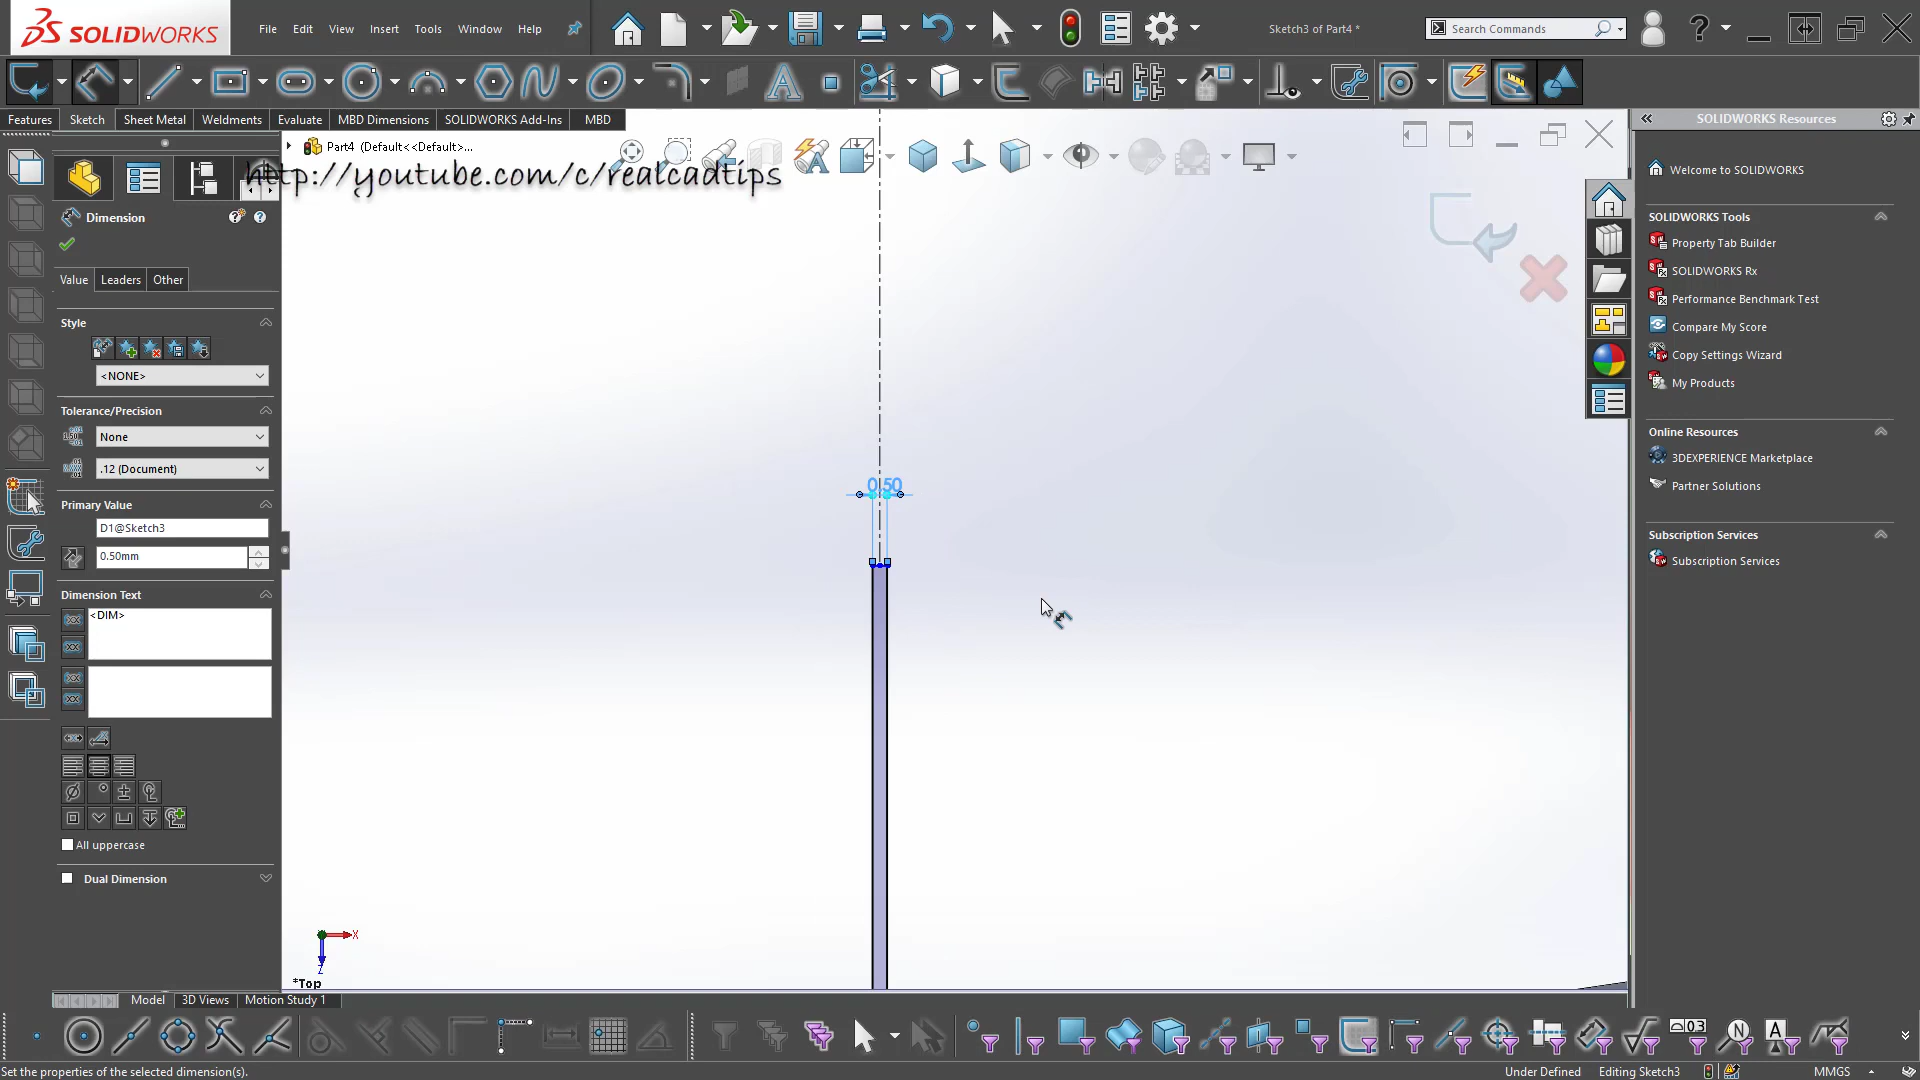 SOLIDWORKS
File Edit View Insert Tools Window Help
Sketch3 of Part4 *
Search Commands
Features Sketch Sheet Metal Weldments Evaluate MBD Dimensions SOLIDWORKS Add-Ins MBD
SOLIDWORKS Resources
Part4 (Default<<Default>...
http://youtube.com/c/realcadtips
Welcome to SOLIDWORKS
Dimension
SOLIDWORKS Tools
Property Tab Builder
SOLIDWORKS Rx
Performance Benchmark Test
Compare My Score
Copy Settings Wizard
My Products
Online Resources
3DEXPERIENCE Marketplace
Partner Solutions
Subscription Services
Subscription Services
Value Leaders Other
Style
<NONE>
Tolerance/Precision
None
.12 (Document)
Primary Value
D1@Sketch3
0.50mm
Dimension Text
<DIM>
All uppercase
Dual Dimension
0.50
X
Z
*Top
Model 3D Views Motion Study 1
Set the properties of the selected dimension(s).
Under Defined Editing Sketch3 MMGS